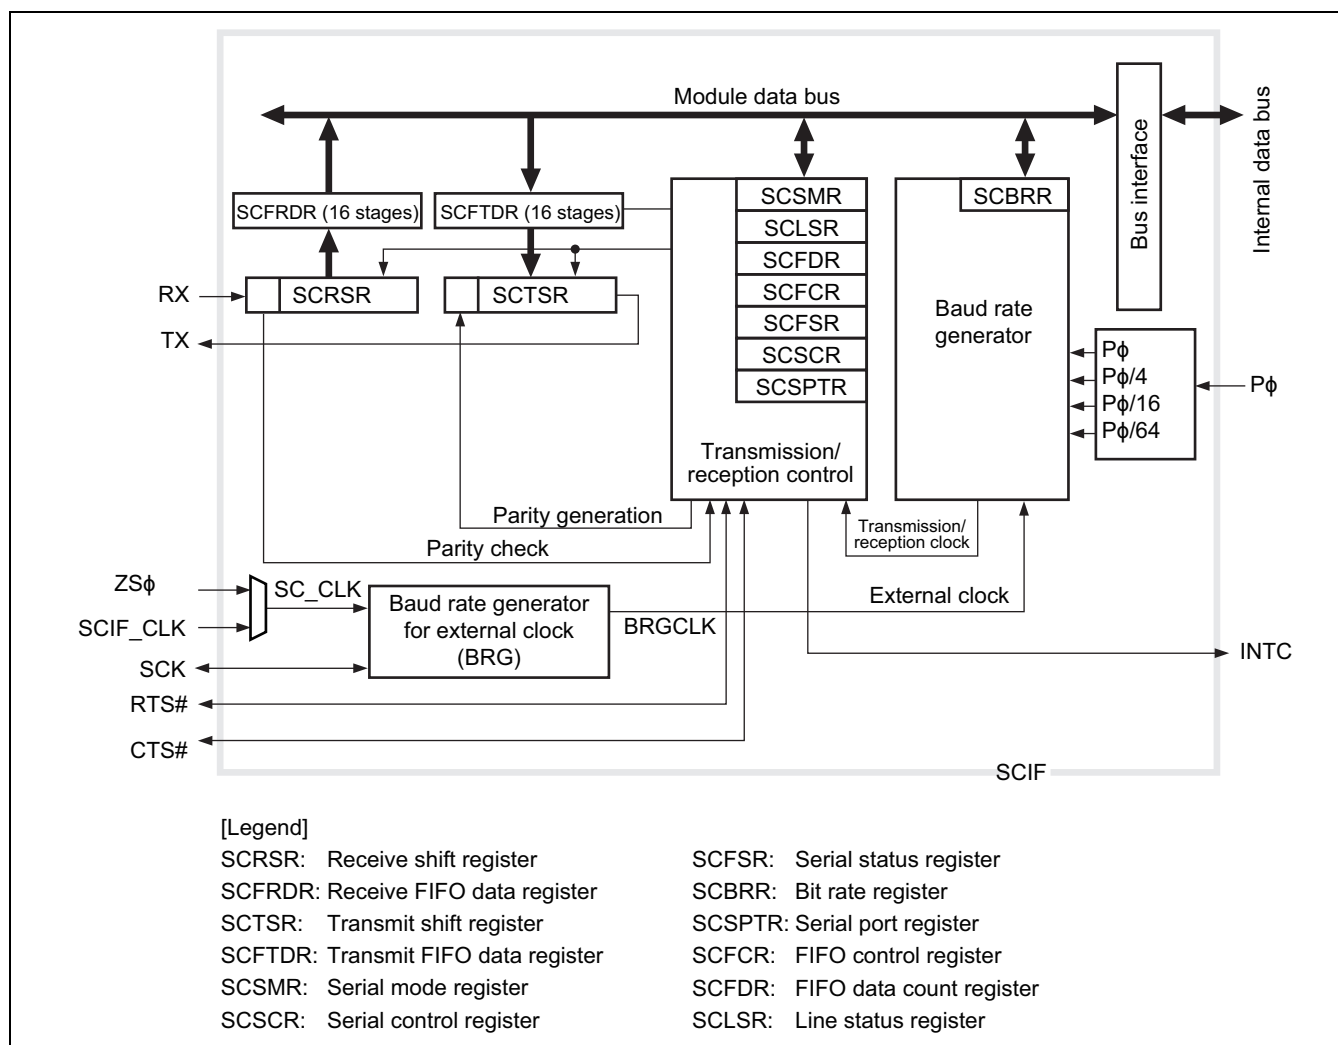 Module data bus
Bus interface
Internal data bus
SCFRDR (16 stages)
SCFTDR (16 stages)
SCSMR
SCLSR
SCFDR
SCFCR
SCFSR
SCSCR
SCSPTR
SCBRR
RX
SCRSR
SCTSR
TX
Baud rate
generator
Pϕ
Pϕ/4
Pϕ/16
Pϕ/64
Pϕ
Transmission/
reception control
Parity generation
Parity check
Transmission/
reception clock
ZSϕ
SC_CLK
SCIF_CLK
Baud rate generator
for external clock
(BRG)
BRGCLK
External clock
SCK
INTC
RTS#
CTS#
SCIF
[Legend]
SCRSR: Receive shift register
SCFRDR: Receive FIFO data register
SCTSR: Transmit shift register
SCFTDR: Transmit FIFO data register
SCSMR: Serial mode register
SCSCR: Serial control register
SCFSR: Serial status register
SCBRR: Bit rate register
SCSPTR: Serial port register
SCFCR: FIFO control register
SCFDR: FIFO data count register
SCLSR: Line status register